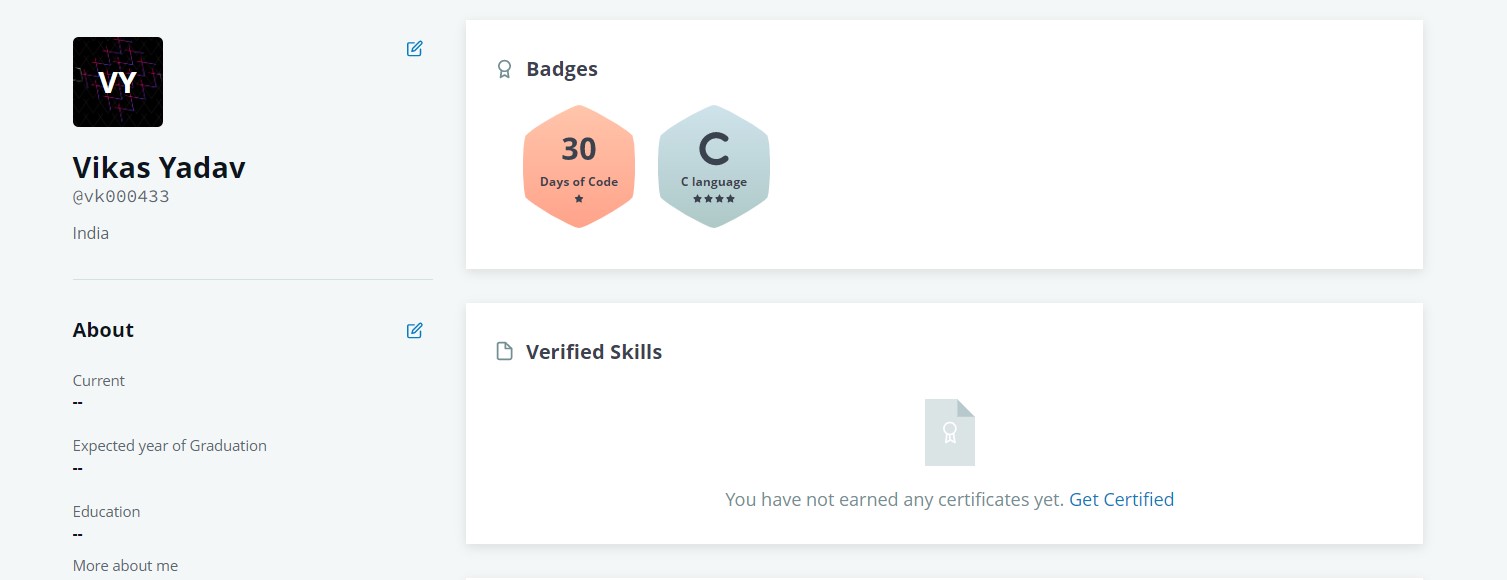 VY
Vikas Yadav
@vk000433
India
About
Current
--
Expected year of Graduation
--
Education
--
More about me
Badges
30
Days of Code
C
C language
Verified Skills
You have not earned any certificates yet. Get Certified